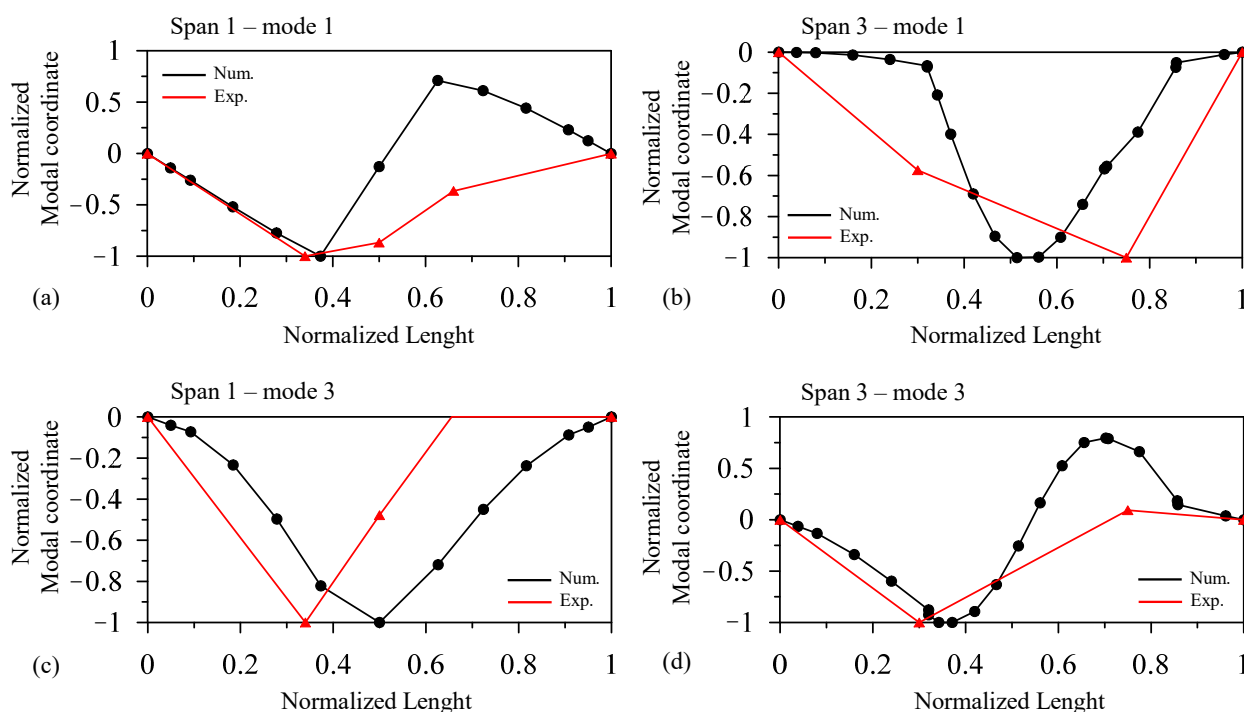 Span 1 – mode 1
Normalized
Modal coordinate
1
0.5
0
−0.5
−1
Num.
Exp.
0 0.2 0.4 0.6 0.8 1
(a)
Normalized Lenght
Span 3 – mode 1
Normalized
Modal coordinate
0
−0.2
−0.4
−0.6
−0.8
−1
Num.
Exp.
0 0.2 0.4 0.6 0.8 1
(b)
Normalized Lenght
Span 1 – mode 3
Normalized
Modal coordinate
0
−0.2
−0.4
−0.6
−0.8
−1
Num.
Exp.
0 0.2 0.4 0.6 0.8 1
(c)
Normalized Lenght
Span 3 – mode 3
Normalized
Modal coordinate
1
0.5
0
−0.5
−1
Num.
Exp.
0 0.2 0.4 0.6 0.8 1
(d)
Normalized Lenght